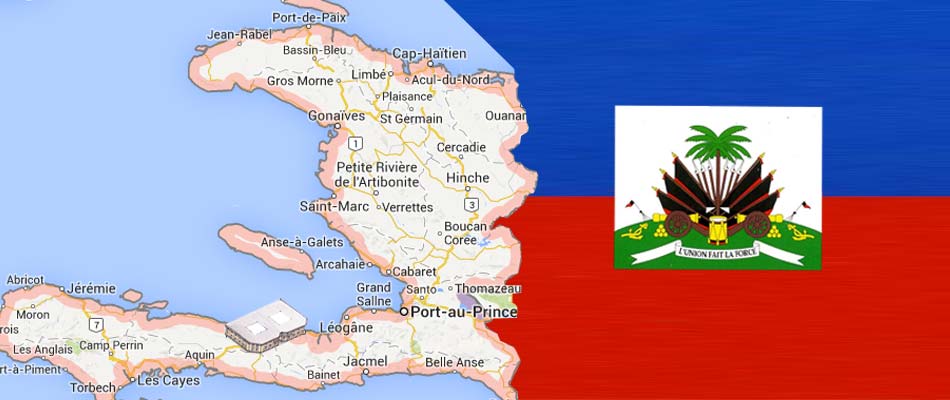 Port-de-Paix
Jean-Rabel
Bassin-Bleu
Cap-Haïtien
Limbé
Acul-du-Nord
Gros Morne
Plaisance
Ouanar
Gonaïves
St Germain
1
Cercadie
Petite Rivière
de l'Artibonite
Hinche
Saint-Marc
Verrettes
3
Boucan
Coree
Anse-à-Galets
Arcahaie
Cabaret
Abricot
Jérémie
Grand
Sallne
Santo
Thomazeau
Moron
rois
7
Léogâne
Port-au-Prince
Les Anglais
Camp Perrin
Aquin
Jacmel
Belle Anse
rt-à-Piment
Torbech
Les Cayes
Bainet
L'UNION FAIT LA FORCE